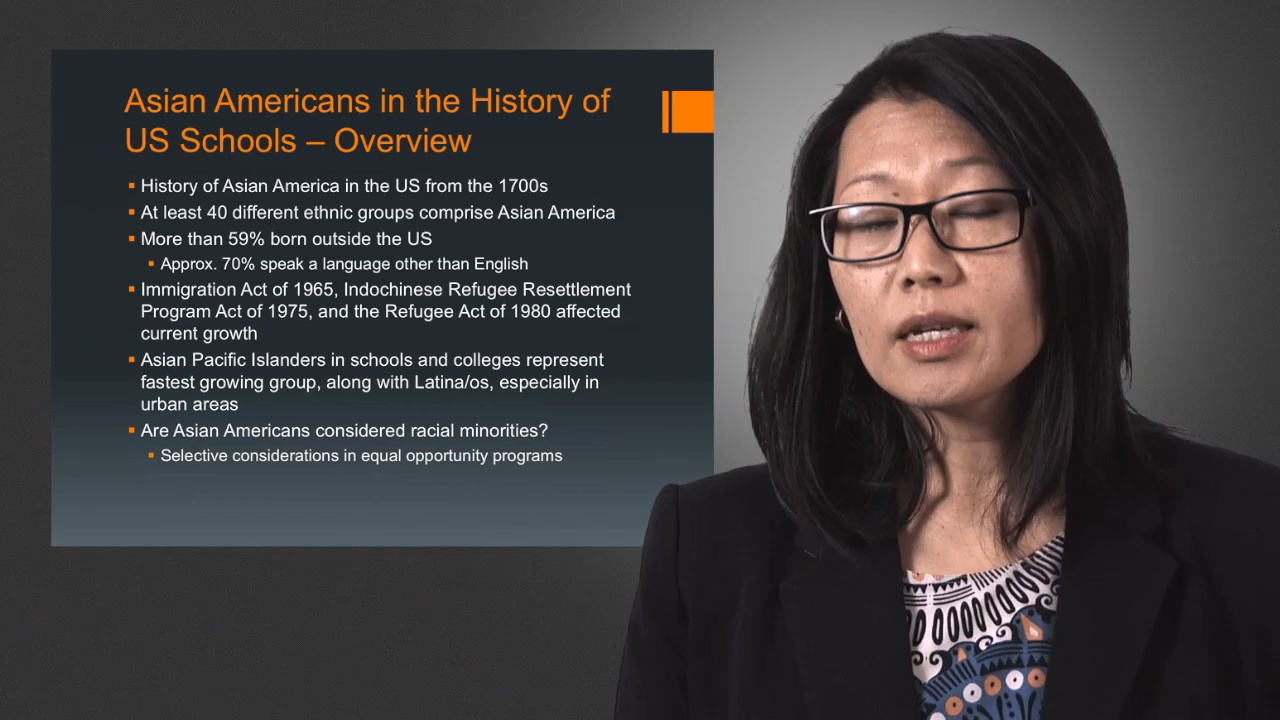 Asian Americans in the History of
US Schools – Overview
History of Asian America in the US from the 1700s
At least 40 different ethnic groups comprise Asian America
More than 59% born outside the US
Approx. 70% speak a language other than English
Immigration Act of 1965, Indochinese Refugee Resettlement
Program Act of 1975, and the Refugee Act of 1980 affected
current growth
Asian Pacific Islanders in schools and colleges represent
fastest growing group, along with Latina/os, especially in
urban areas
Are Asian Americans considered racial minorities?
Selective considerations in equal opportunity programs